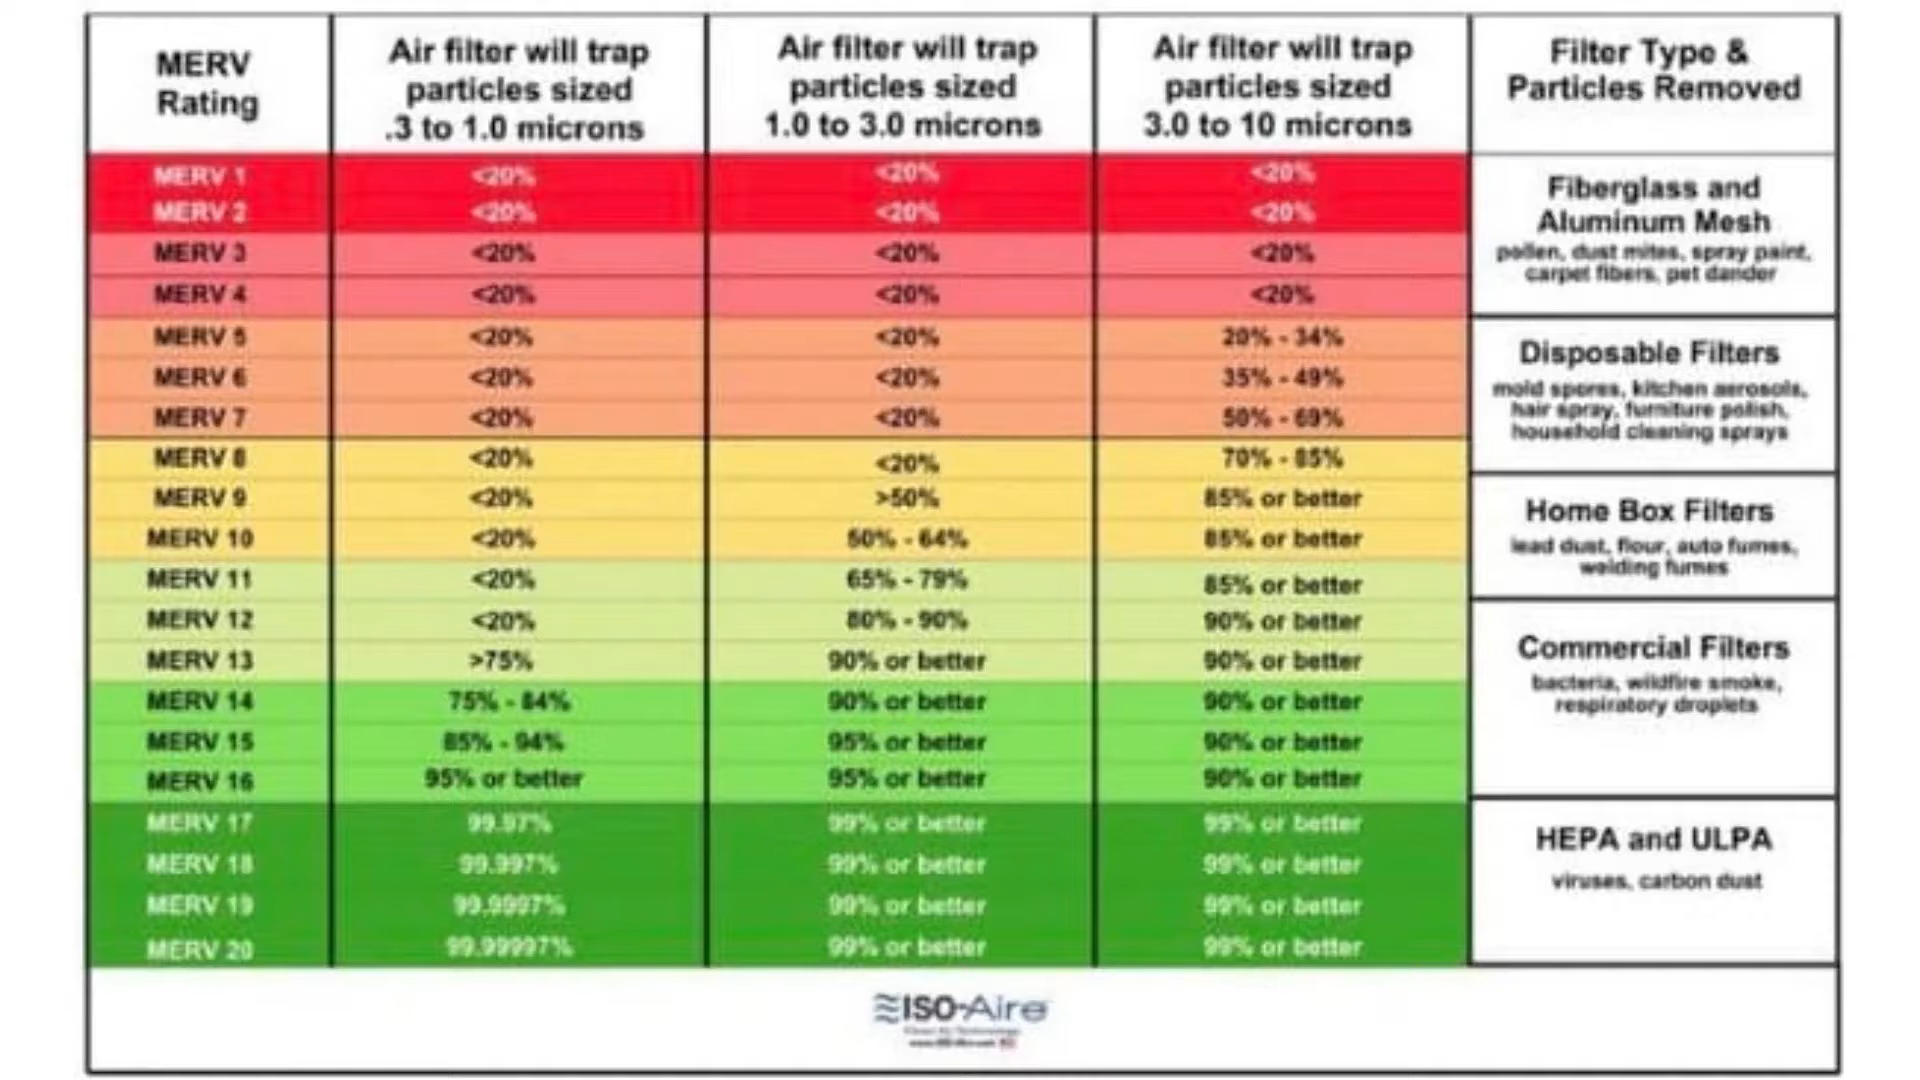 MERV
Rating
Air filter will trap
particles sized
.3 to 1.0 microns
Air filter will trap
particles sized
1.0 to 3.0 microns
Air filter will trap
particles sized
3.0 to 10 microns
Filter Type &
Particles Removed
MERV 1 <20% <20% <20%
MERV 2 <20% <20% <20%
MERV 3 <20% <20% <20%
MERV 4 <20% <20% <20%
MERV 5 <20% <20% 20% - 34%
MERV 6 <20% <20% 35% - 49%
MERV 7 <20% <20% 50% - 69%
MERV 8 <20% <20% 70% - 85%
MERV 9 <20% >50% 85% or better
MERV 10 <20% 50% - 64% 85% or better
MERV 11 <20% 65% - 79% 85% or better
MERV 12 <20% 80% - 90% 90% or better
MERV 13 >75% 90% or better 90% or better
MERV 14 75% - 84% 90% or better 90% or better
MERV 15 85% - 94% 95% or better 90% or better
MERV 16 95% or better 95% or better 90% or better
MERV 17 99.97% 99% or better 99% or better
MERV 18 99.997% 99% or better 99% or better
MERV 19 99.9997% 99% or better 99% or better
MERV 20 99.99997% 99% or better 99% or better
Fiberglass and
Aluminum Mesh
pollen, dust mites, spray paint,
carpet fibers, pet dander
Disposable Filters
mold spores, kitchen aerosols,
hair spray, furniture polish,
household cleaning sprays
Home Box Filters
lead dust, flour, auto fumes,
welding fumes
Commercial Filters
bacteria, wildfire smoke,
respiratory droplets
HEPA and ULPA
viruses, carbon dust
ISO-Aire